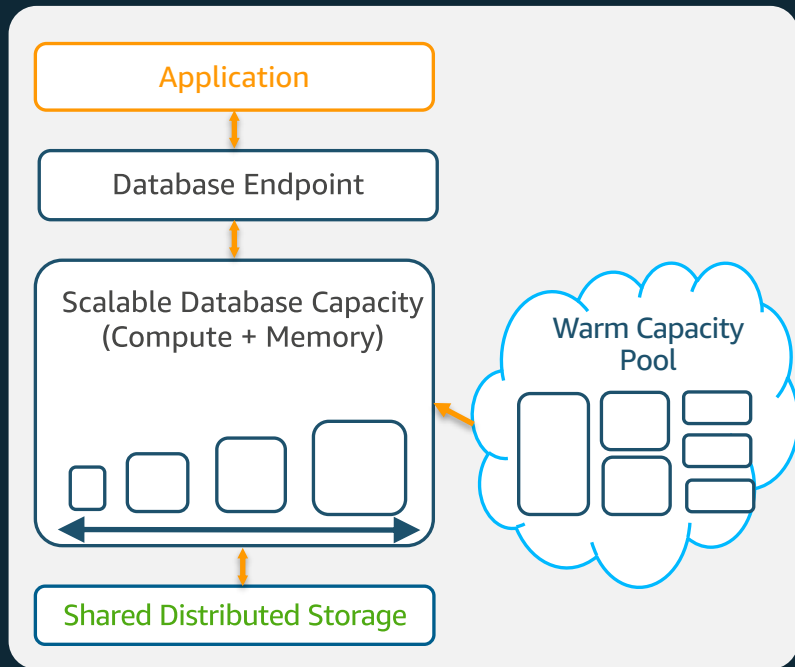 Application
Database Endpoint
Scalable Database Capacity
(Compute + Memory)
Warm Capacity
Pool
Shared Distributed Storage